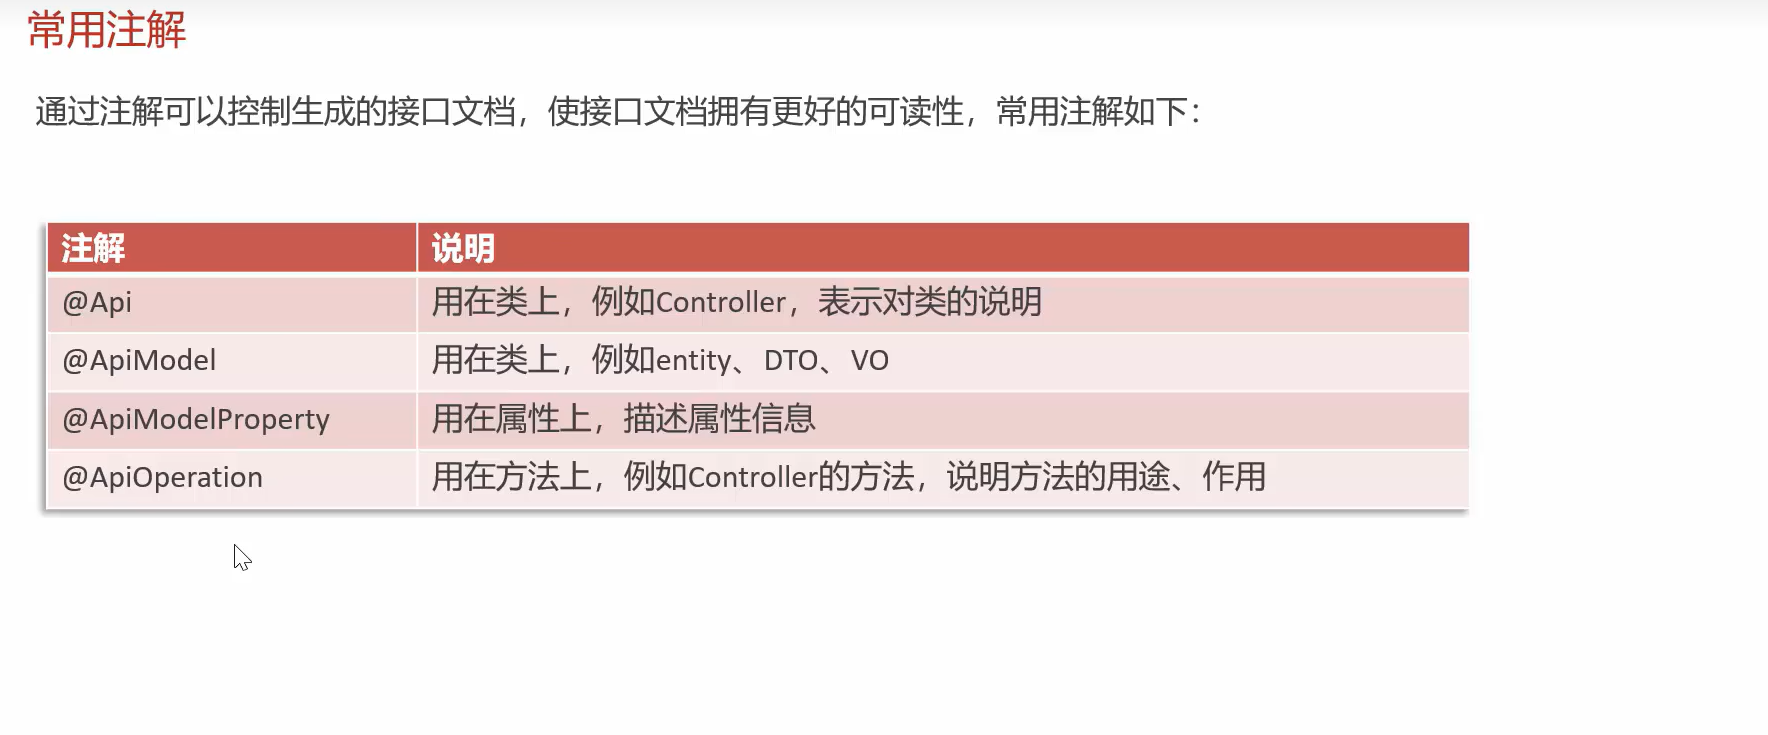 常用注解
通过注解可以控制生成的接口文档，使接口文档拥有更好的可读性，常用注解如下：
注解 说明
@Api 用在类上，例如Controller，表示对类的说明
@ApiModel 用在类上，例如entity、DTO、VO
@ApiModelProperty 用在属性上，描述属性信息
@ApiOperation 用在方法上，例如Controller的方法，说明方法的用途、作用